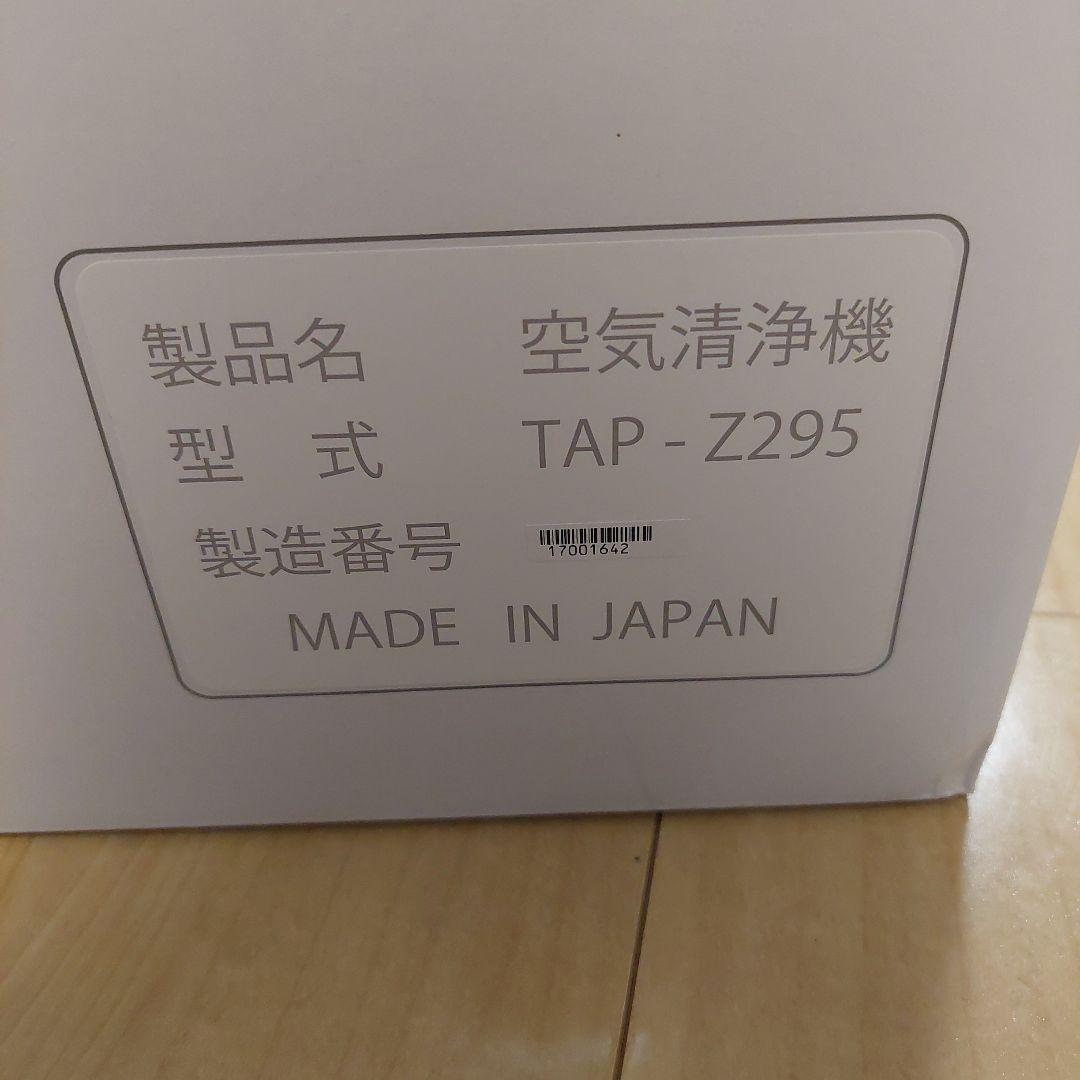 製品名 空気清浄機
型 式 TAP - Z295
製造番号 17001642
MADE IN JAPAN